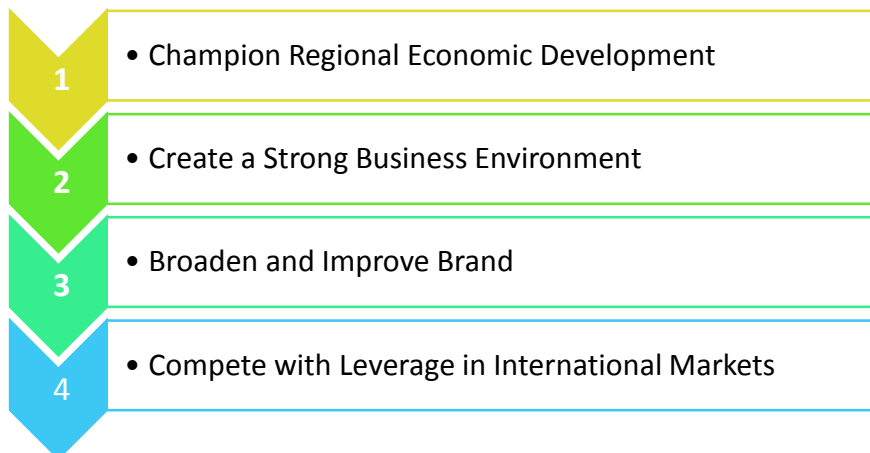 1 • Champion Regional Economic Development
2 • Create a Strong Business Environment
3 • Broaden and Improve Brand
4 • Compete with Leverage in International Markets